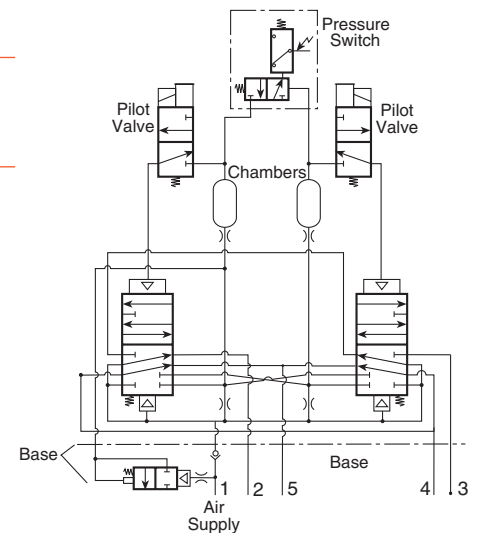 Pressure
Switch
Pilot
Valve
Pilot
Valve
Chambers
Base
Base
1 2 5 4 3
Air
Supply